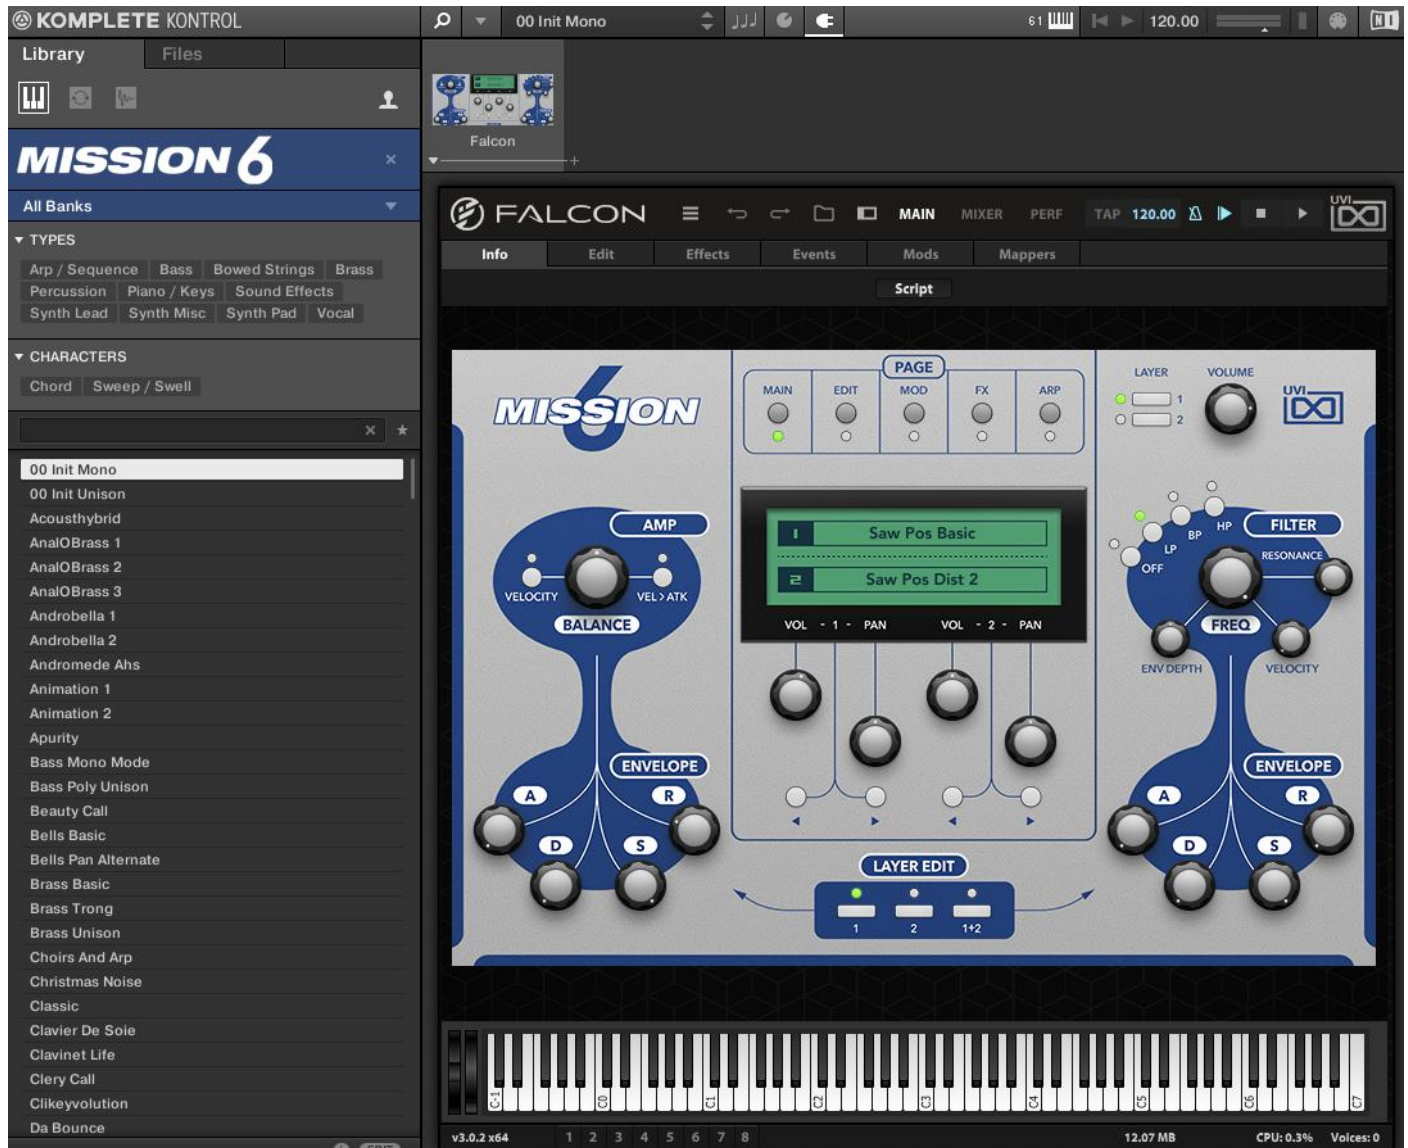 KOMPLETE KONTROL
00 Init Mono
61
120.00
Library
Files
MISSION 6
All Banks
TYPES
Arp / Sequence Bass Bowed Strings Brass
Percussion Piano / Keys Sound Effects
Synth Lead Synth Misc Synth Pad Vocal
CHARACTERS
Chord Sweep / Swell
00 Init Mono
00 Init Unison
Acousthybrid
AnalOBrass 1
AnalOBrass 2
AnalOBrass 3
Androbella 1
Androbella 2
Andromede Ahs
Animation 1
Animation 2
Apurity
Bass Mono Mode
Bass Poly Unison
Beauty Call
Bells Basic
Bells Pan Alternate
Brass Basic
Brass Trong
Brass Unison
Choirs And Arp
Christmas Noise
Classic
Clavier De Soie
Clavinet Life
Clery Call
Clikeyvolution
Da Bounce
EDIT
Falcon
FALCON
MAIN MIXER PERF
TAP 120.00
UVI
Info Edit Effects Events Mods Mappers
Script
MISSION 6
PAGE
MAIN EDIT MOD FX ARP
LAYER VOLUME
1
2
UVI
AMP
VELOCITY VEL>ATK
BALANCE
1 Saw Pos Basic
2 Saw Pos Dist 2
VOL - 1 - PAN VOL - 2 - PAN
FILTER
OFF LP BP HP
RESONANCE
FREQ
ENV DEPTH VELOCITY
ENVELOPE
A R
D S
ENVELOPE
A R
D S
LAYER EDIT
1 2 1+2
C-1 C0 C1 C2 C3 C4 C5 C6 C7
v3.0.2 x64
1 2 3 4 5 6 7 8
12.07 MB
CPU: 0.3%
Voices: 0